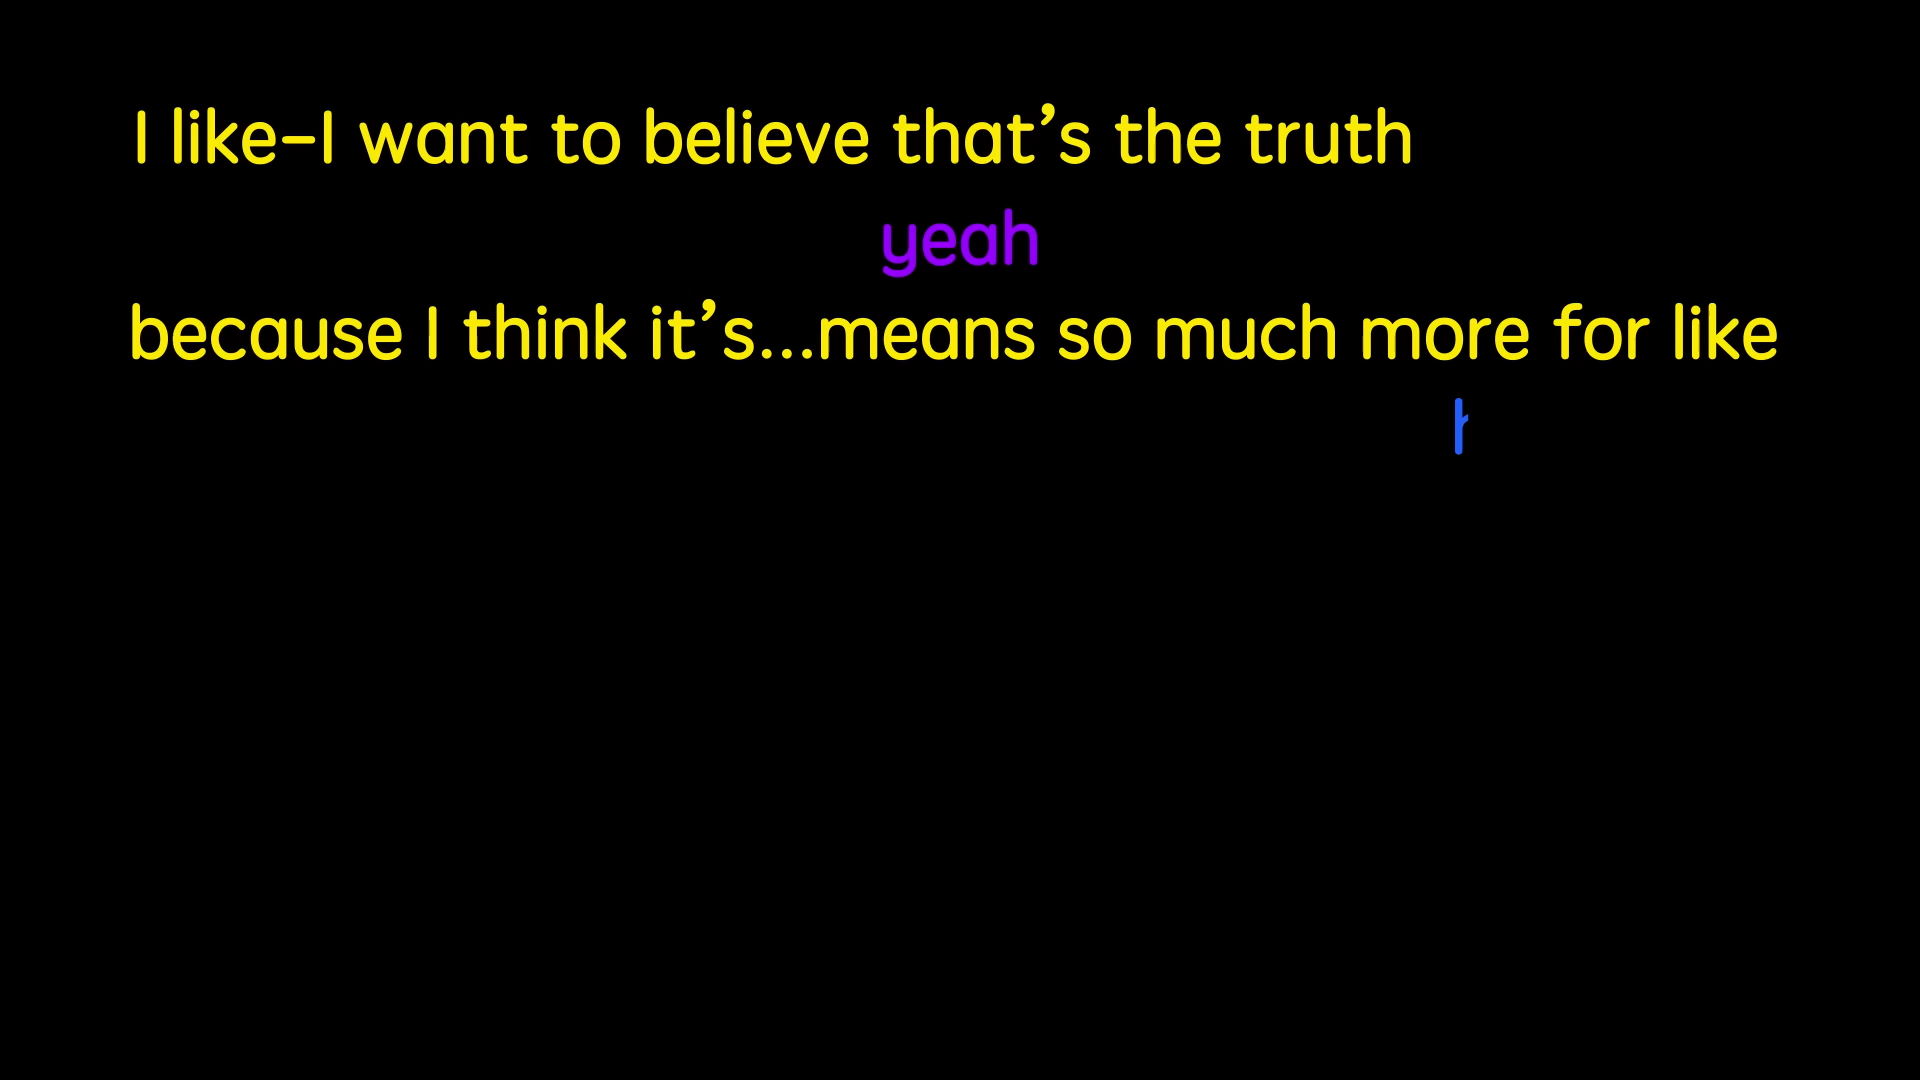 I like-I want to believe that’s the truth
yeah
because I think it’s...means so much more for like